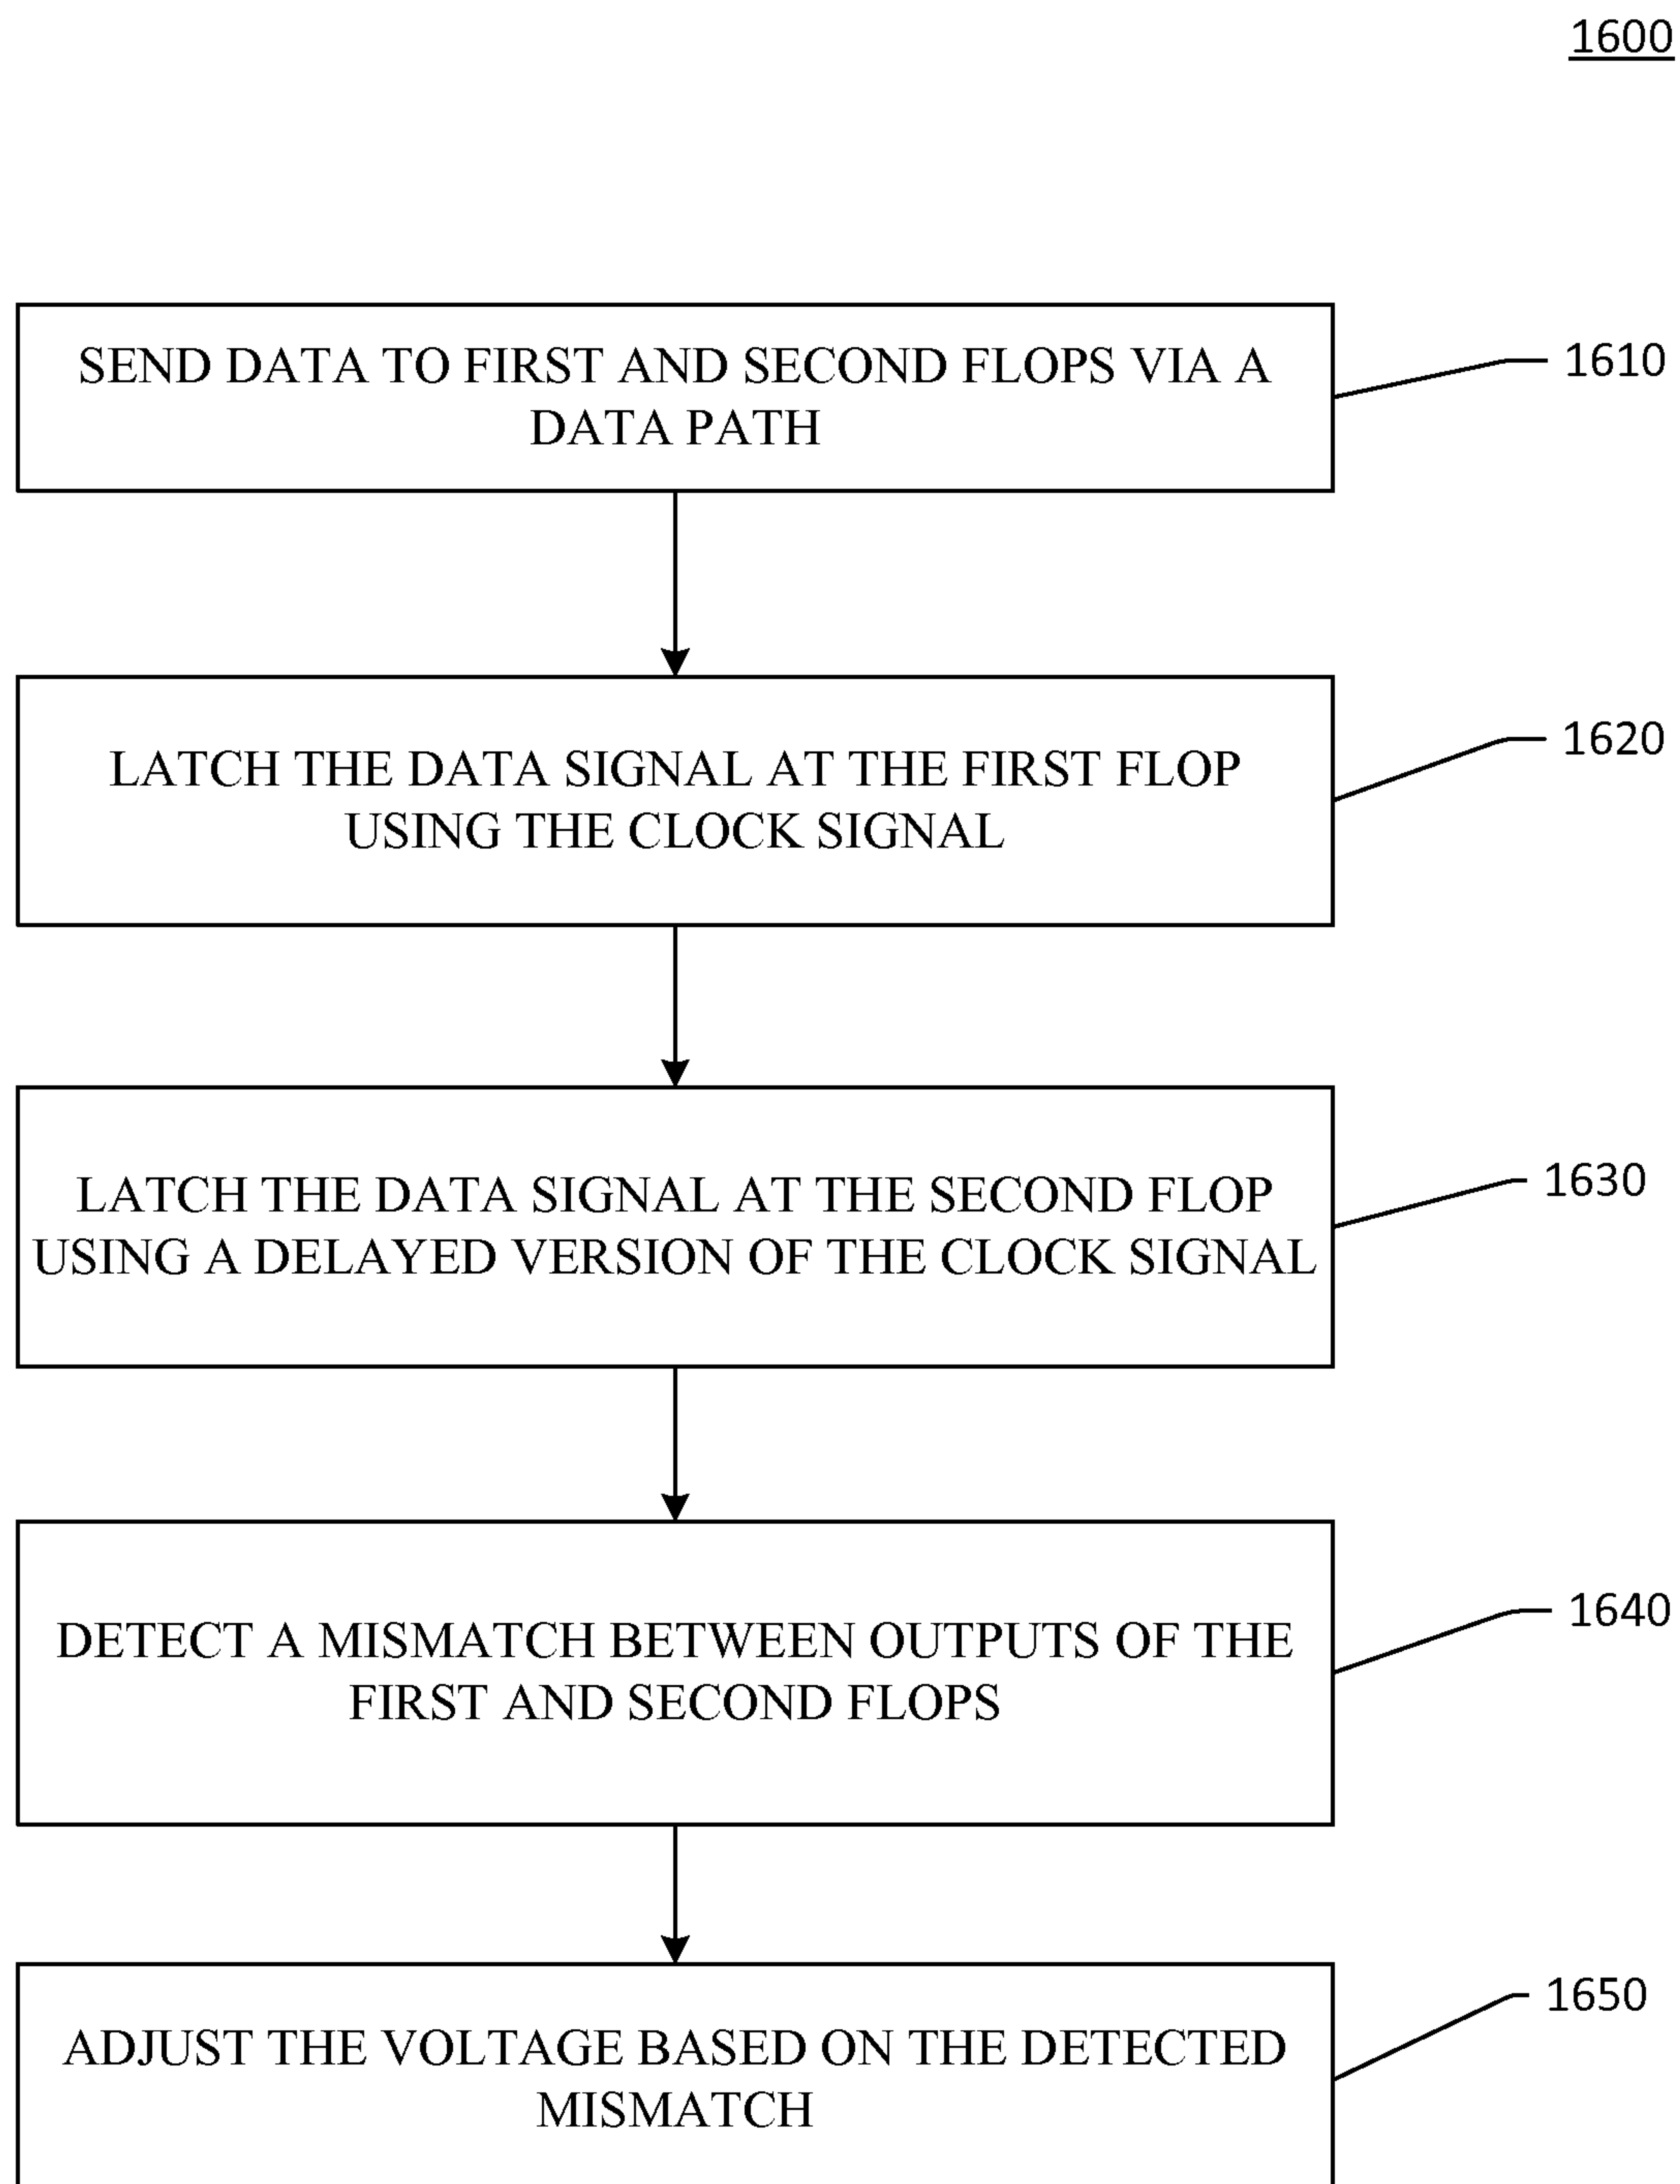 1600
SEND DATA TO FIRST AND SECOND FLOPS VIA A
DATA PATH
1610
LATCH THE DATA SIGNAL AT THE FIRST FLOP
USING THE CLOCK SIGNAL
1620
LATCH THE DATA SIGNAL AT THE SECOND FLOP
USING A DELAYED VERSION OF THE CLOCK SIGNAL
1630
DETECT A MISMATCH BETWEEN OUTPUTS OF THE
FIRST AND SECOND FLOPS
1640
ADJUST THE VOLTAGE BASED ON THE DETECTED
MISMATCH
1650